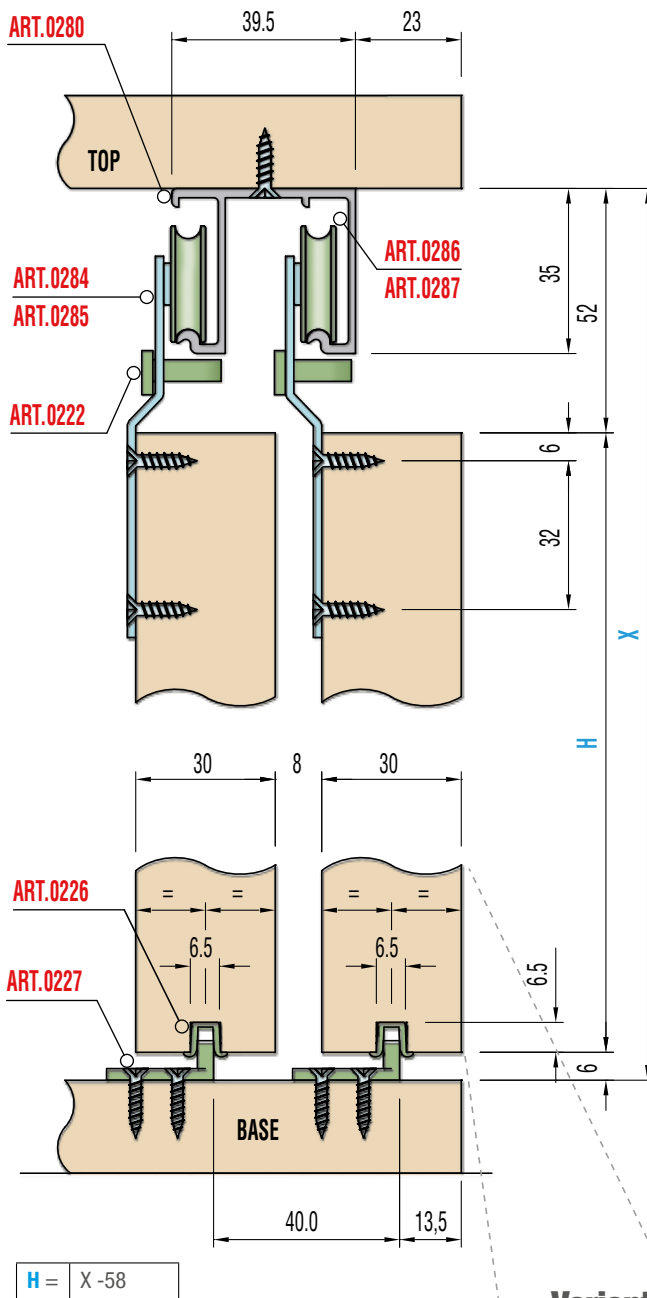 ART.0280
39.5
23
TOP
ART.0286
ART.0287
ART.0284
ART.0285
35
52
ART.0222
6
32
X
H
30
8
30
ART.0226
= =
= =
6.5
6.5
6.5
ART.0227
6
BASE
40.0
13,5
H = X -58